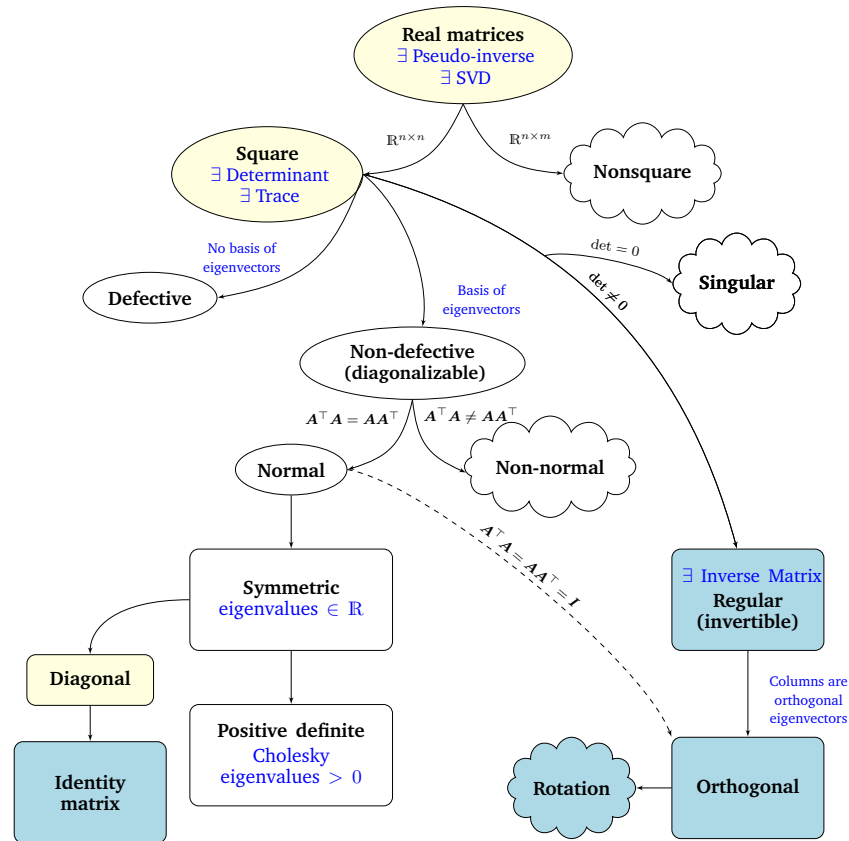 Real matrices
∃ Pseudo-inverse
∃ SVD
ℝⁿˣⁿ
ℝⁿˣᵐ
Square
∃ Determinant
∃ Trace
Nonsquare
No basis of
eigenvectors
Defective
Basis of
eigenvectors
det = 0
det ≠ 0
Singular
Non-defective
(diagonalizable)
A⊤A = AA⊤
A⊤A ≠ AA⊤
Normal
Non-normal
A⊤A = AA⊤ = I
Symmetric
eigenvalues ∈ ℝ
∃ Inverse Matrix
Regular
(invertible)
Diagonal
Columns are
orthogonal
eigenvectors
Positive definite
Cholesky
eigenvalues > 0
Identity
matrix
Rotation
Orthogonal